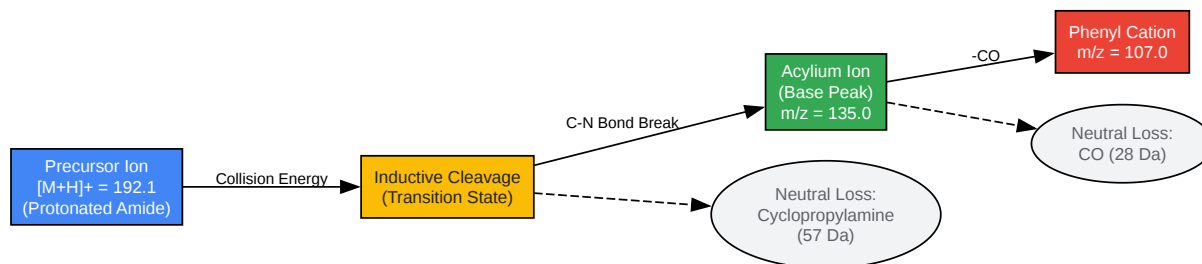 Precursor Ion
[M+H]+ = 192.1
(Protonated Amide)
Collision Energy
Inductive Cleavage
(Transition State)
C-N Bond Break
Acylium Ion
(Base Peak)
m/z = 135.0
Neutral Loss:
Cyclopropylamine
(57 Da)
-CO
Phenyl Cation
m/z = 107.0
Neutral Loss:
CO (28 Da)